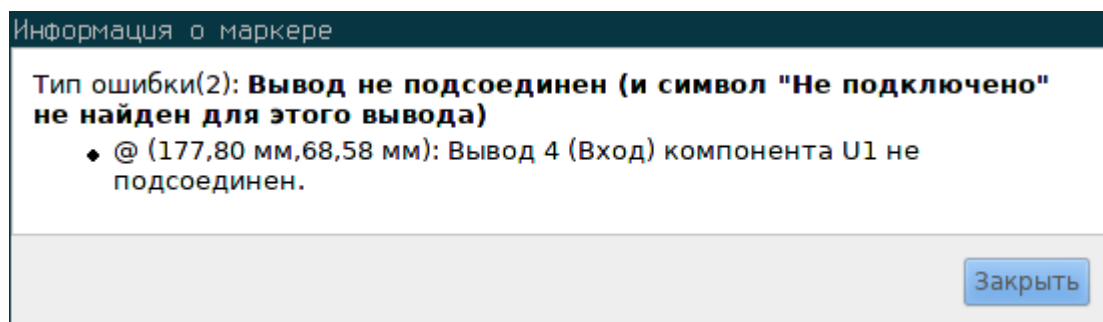 Информация о маркере
Тип ошибки(2): Вывод не подсоединен (и символ "Не подключено"
не найден для этого вывода)
◆ @ (177,80 мм,68,58 мм): Вывод 4 (Вход) компонента U1 не
подсоединен.
Закрыть